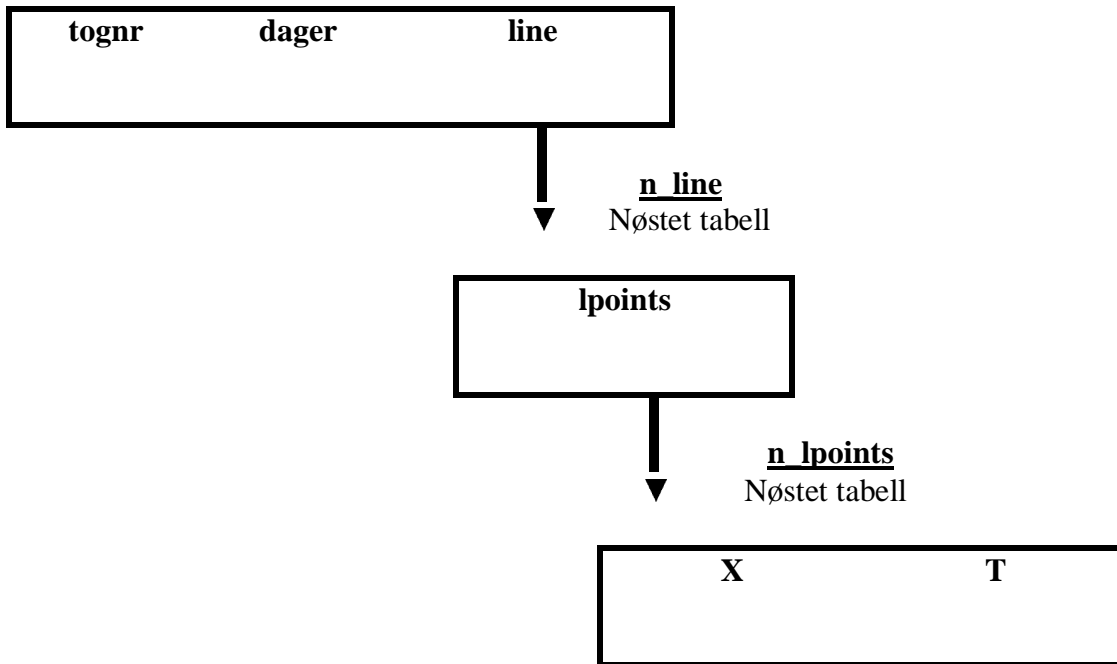 tognr dager line
n_line
Nøstet tabell
lpoints
n_lpoints
Nøstet tabell
X T